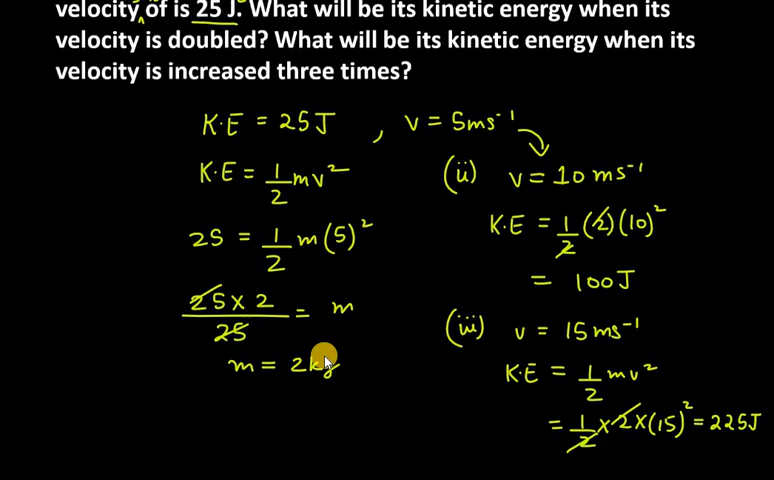 velocity of is 25 J. What will be its kinetic energy when its
velocity is doubled? What will be its kinetic energy when its
velocity is increased three times?
K.E = 25J , v = 5ms⁻¹
K.E = 1/2 mv²
25 = 1/2 m(5)²
25 x 2 / 25 = m
m = 2kg
(ii) v = 10 ms⁻¹
K.E = 1/2 (2)(10)²
= 100J
(iii) v = 15ms⁻¹
K.E = 1/2 mv²
= 1/2 x 2 x (15)² = 225J